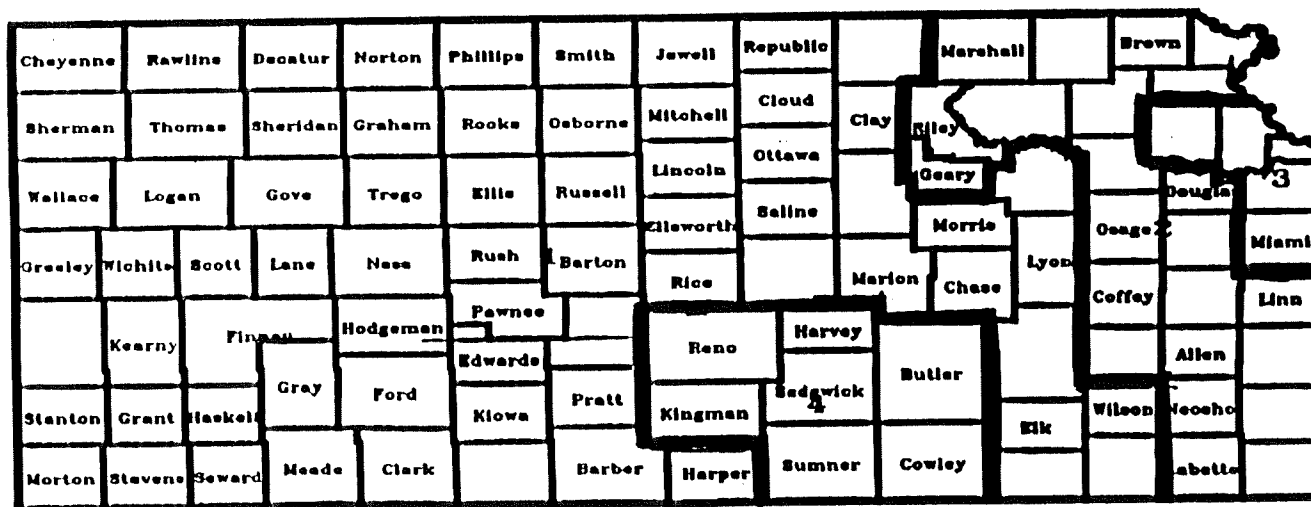 Cheyenne Rawlins Decatur Norton Phillips Smith Jewell Republic Marshall Brown
Sherman Thomas Sheridan Graham Rooks Osborne Mitchell Cloud Clay Riley
Lincoln Ottawa Geary
Wallace Logan Gove Trego Ellis Russell Saline Douglas 3
Ellsworth Morris Osage 2 Miami
Greeley Wichita Scott Lane Ness Rush 1 Barton Lyon
Rice Marion Chase Coffey Linn
Kearny Finney Hodgeman Pawnee Reno Harvey Allen
Edwards
Gray Ford Butler
Stanton Grant Haskell Kiowa Pratt Kingman Sedgwick 4 Wilson Neosho
Elk
Morton Stevens Seward Meade Clark Barber Harper Sumner Cowley Labette